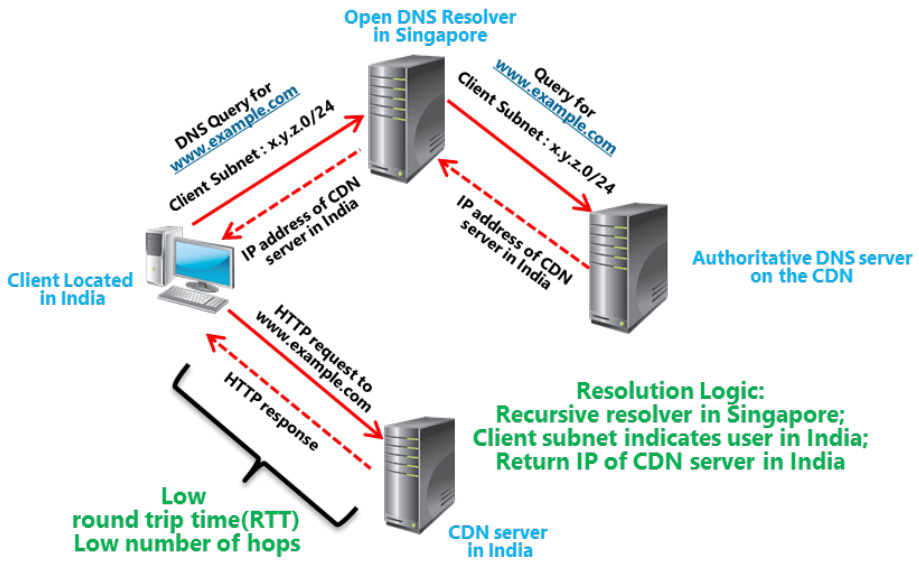 Open DNS Resolver
in Singapore
DNS Query for
www.example.com
Client Subnet : x.y.z.0/24
IP address of CDN
server in India
Query for
www.example.com
Client Subnet : x.y.z.0/24
IP address of CDN
server in India
Authoritative DNS server
on the CDN
Client Located
in India
HTTP request to
www.example.com
HTTP response
Resolution Logic:
Recursive resolver in Singapore;
Client subnet indicates user in India;
Return IP of CDN server in India
Low
round trip time(RTT)
Low number of hops
CDN server
in India